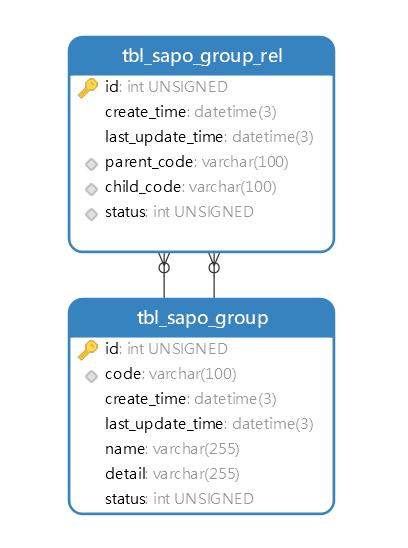 tbl_sapo_group_rel
id: int UNSIGNED
create_time: datetime(3)
last_update_time: datetime(3)
parent_code: varchar(100)
child_code: varchar(100)
status: int UNSIGNED
tbl_sapo_group
id: int UNSIGNED
code: varchar(100)
create_time: datetime(3)
last_update_time: datetime(3)
name: varchar(255)
detail: varchar(255)
status: int UNSIGNED